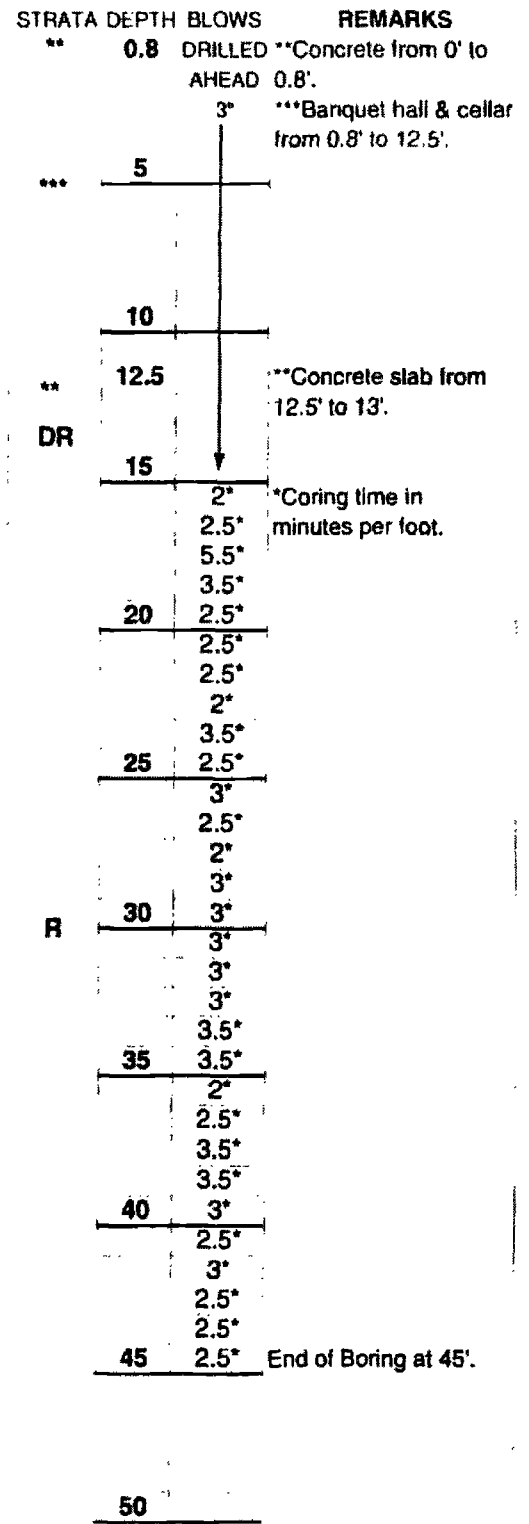 STRATA DEPTH BLOWS REMARKS
** 0.8 DRILLED **Concrete from 0' to
AHEAD 0.8'.
3" ***Banquet hall & cellar
from 0.8' to 12.5'.
*** 5
10
** 12.5 **Concrete slab from
12.5' to 13'.
DR
15
2* *Coring time in
2.5* minutes per foot.
5.5*
3.5*
20 2.5*
2.5*
2.5*
2*
3.5*
25 2.5*
3*
2.5*
2*
3*
R 30 3*
3*
3*
3*
3.5*
35 3.5*
2*
2.5*
3.5*
3.5*
40 3*
2.5*
3*
2.5*
2.5*
45 2.5* End of Boring at 45'.
50